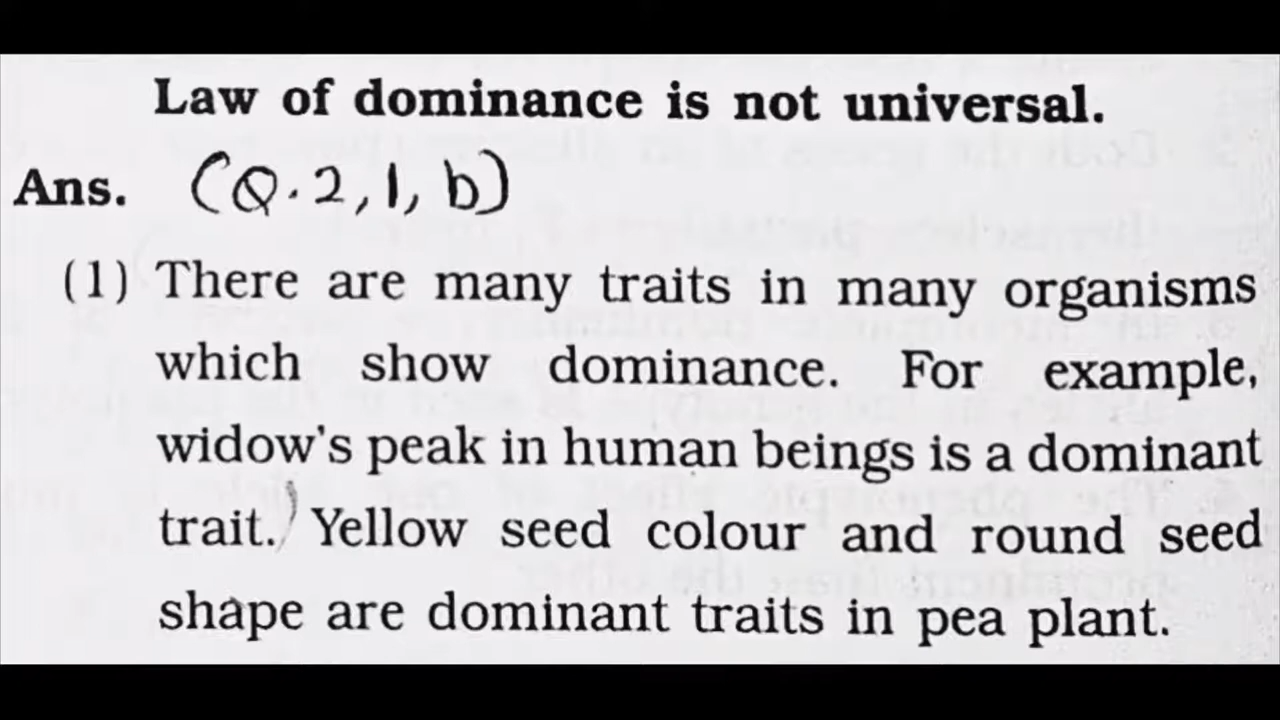 Law of dominance is not universal.
Ans. (Q.2,1,b)
(1) There are many traits in many organisms
which show dominance. For example,
widow's peak in human beings is a dominant
trait. Yellow seed colour and round seed
shape are dominant traits in pea plant.